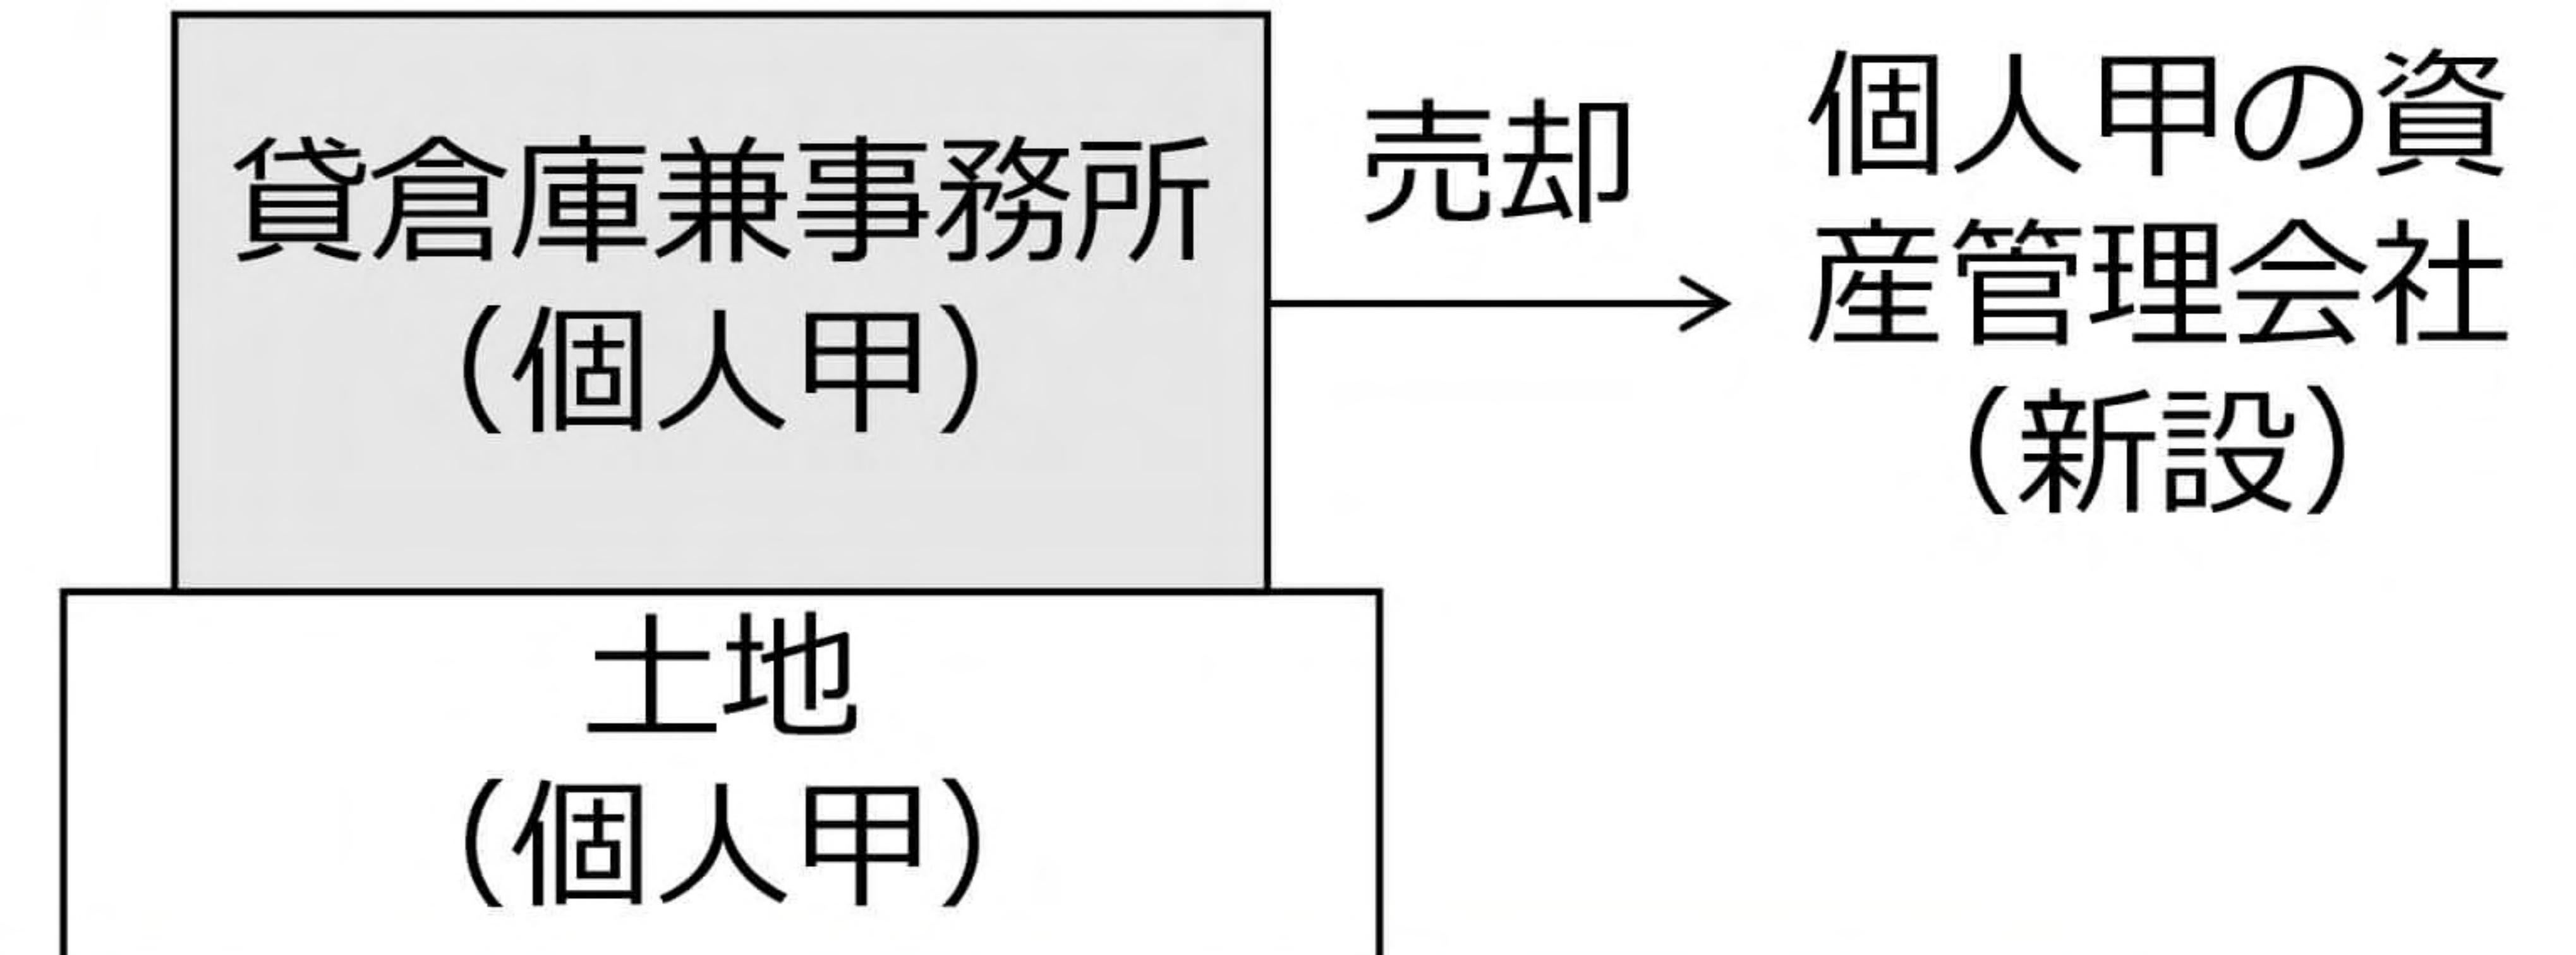 貸倉庫兼事務所
（個人甲）
売却
個人甲の資
産管理会社
（新設）
土地
（個人甲）